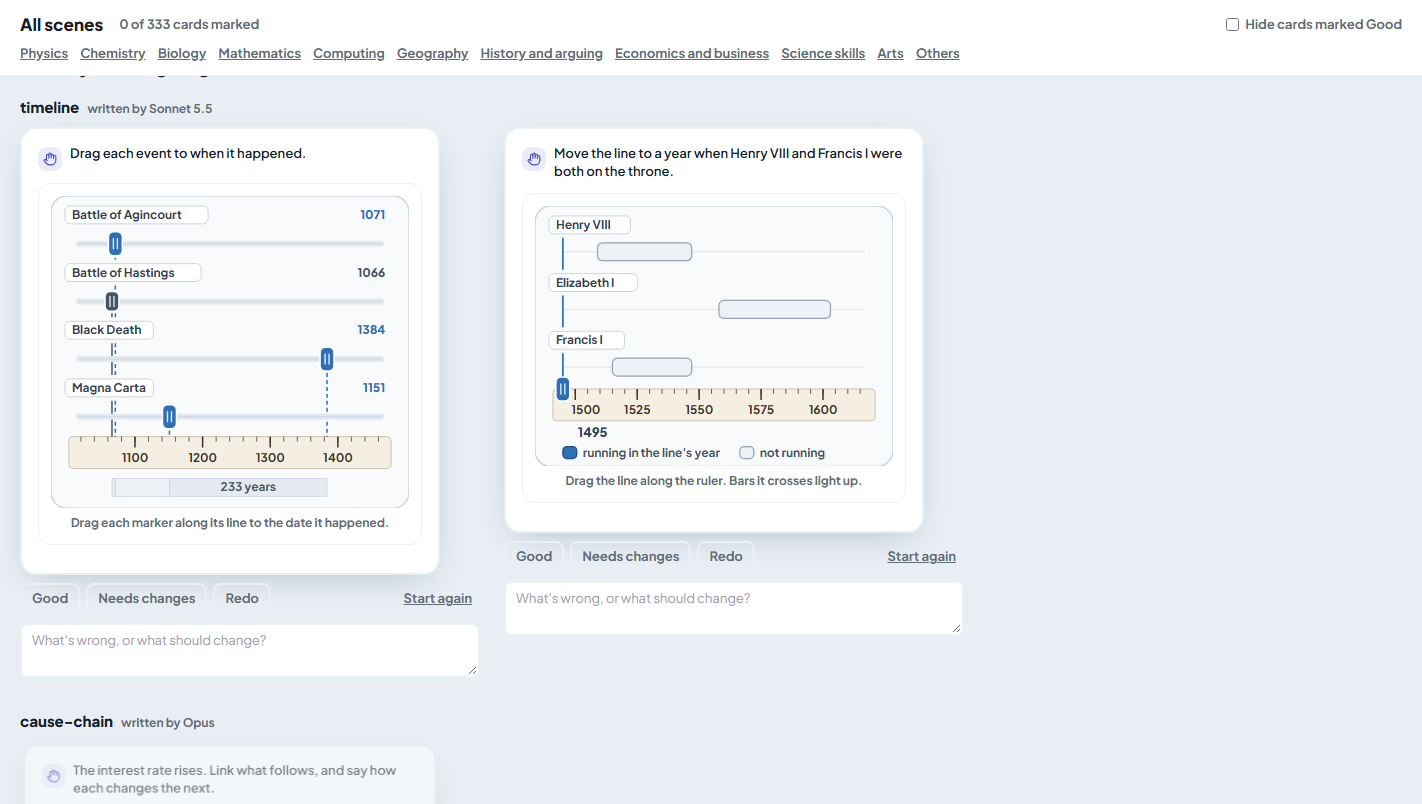 All scenes 0 of 333 cards marked
Hide cards marked Good
Physics Chemistry Biology Mathematics Computing Geography History and arguing Economics and business Science skills Arts Others
timeline written by Sonnet 5.5
Drag each event to when it happened.
Battle of Agincourt 1071
Battle of Hastings 1066
Black Death 1384
Magna Carta 1151
1100 1200 1300 1400
233 years
Drag each marker along its line to the date it happened.
Good Needs changes Redo Start again
What's wrong, or what should change?
Move the line to a year when Henry VIII and Francis I were
both on the throne.
Henry VIII
Elizabeth I
Francis I
1500 1525 1550 1575 1600
1495
running in the line's year not running
Drag the line along the ruler. Bars it crosses light up.
Good Needs changes Redo Start again
What's wrong, or what should change?
cause-chain written by Opus
The interest rate rises. Link what follows, and say how
each changes the next.